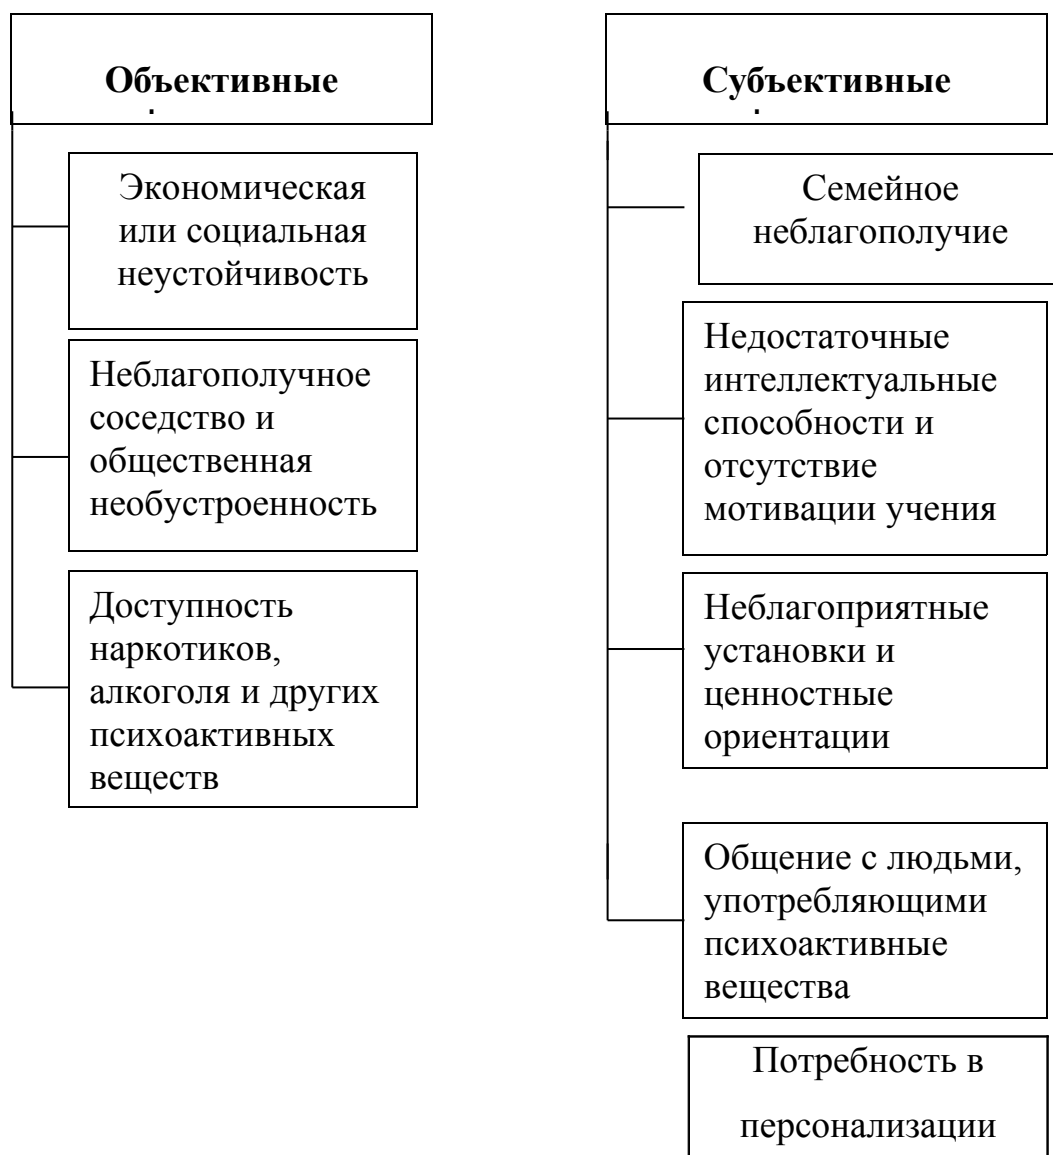 Объективные
Экономическая
или социальная
неустойчивость
Неблагополучное
соседство и
общественная
необустроенность
Доступность
наркотиков,
алкоголя и других
психоактивных
веществ
Субъективные
Семейное
неблагополучие
Недостаточные
интеллектуальные
способности и
отсутствие
мотивации учения
Неблагоприятные
установки и
ценностные
ориентации
Общение с людьми,
употребляющими
психоактивные
вещества
Потребность в
персонализации